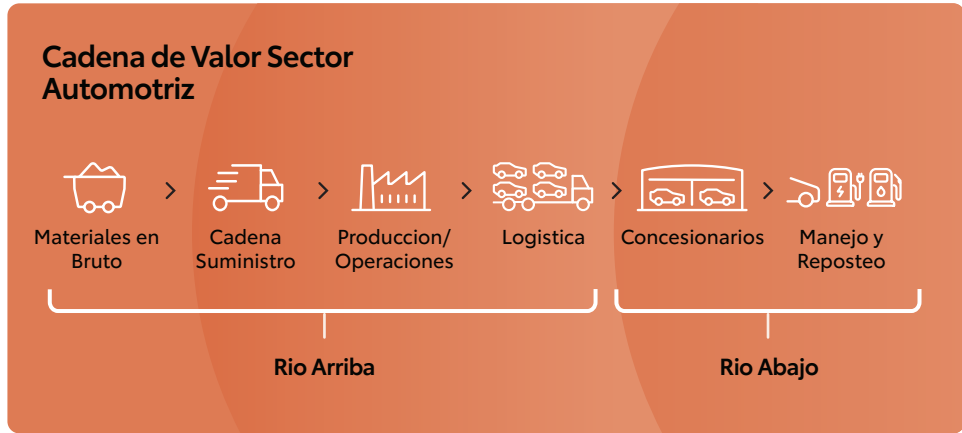 Cadena de Valor Sector
Automotriz
Materiales en
Bruto
Cadena
Suministro
Produccion/
Operaciones
Logistica
Concesionarios
Manejo y
Reposteo
Rio Arriba
Rio Abajo